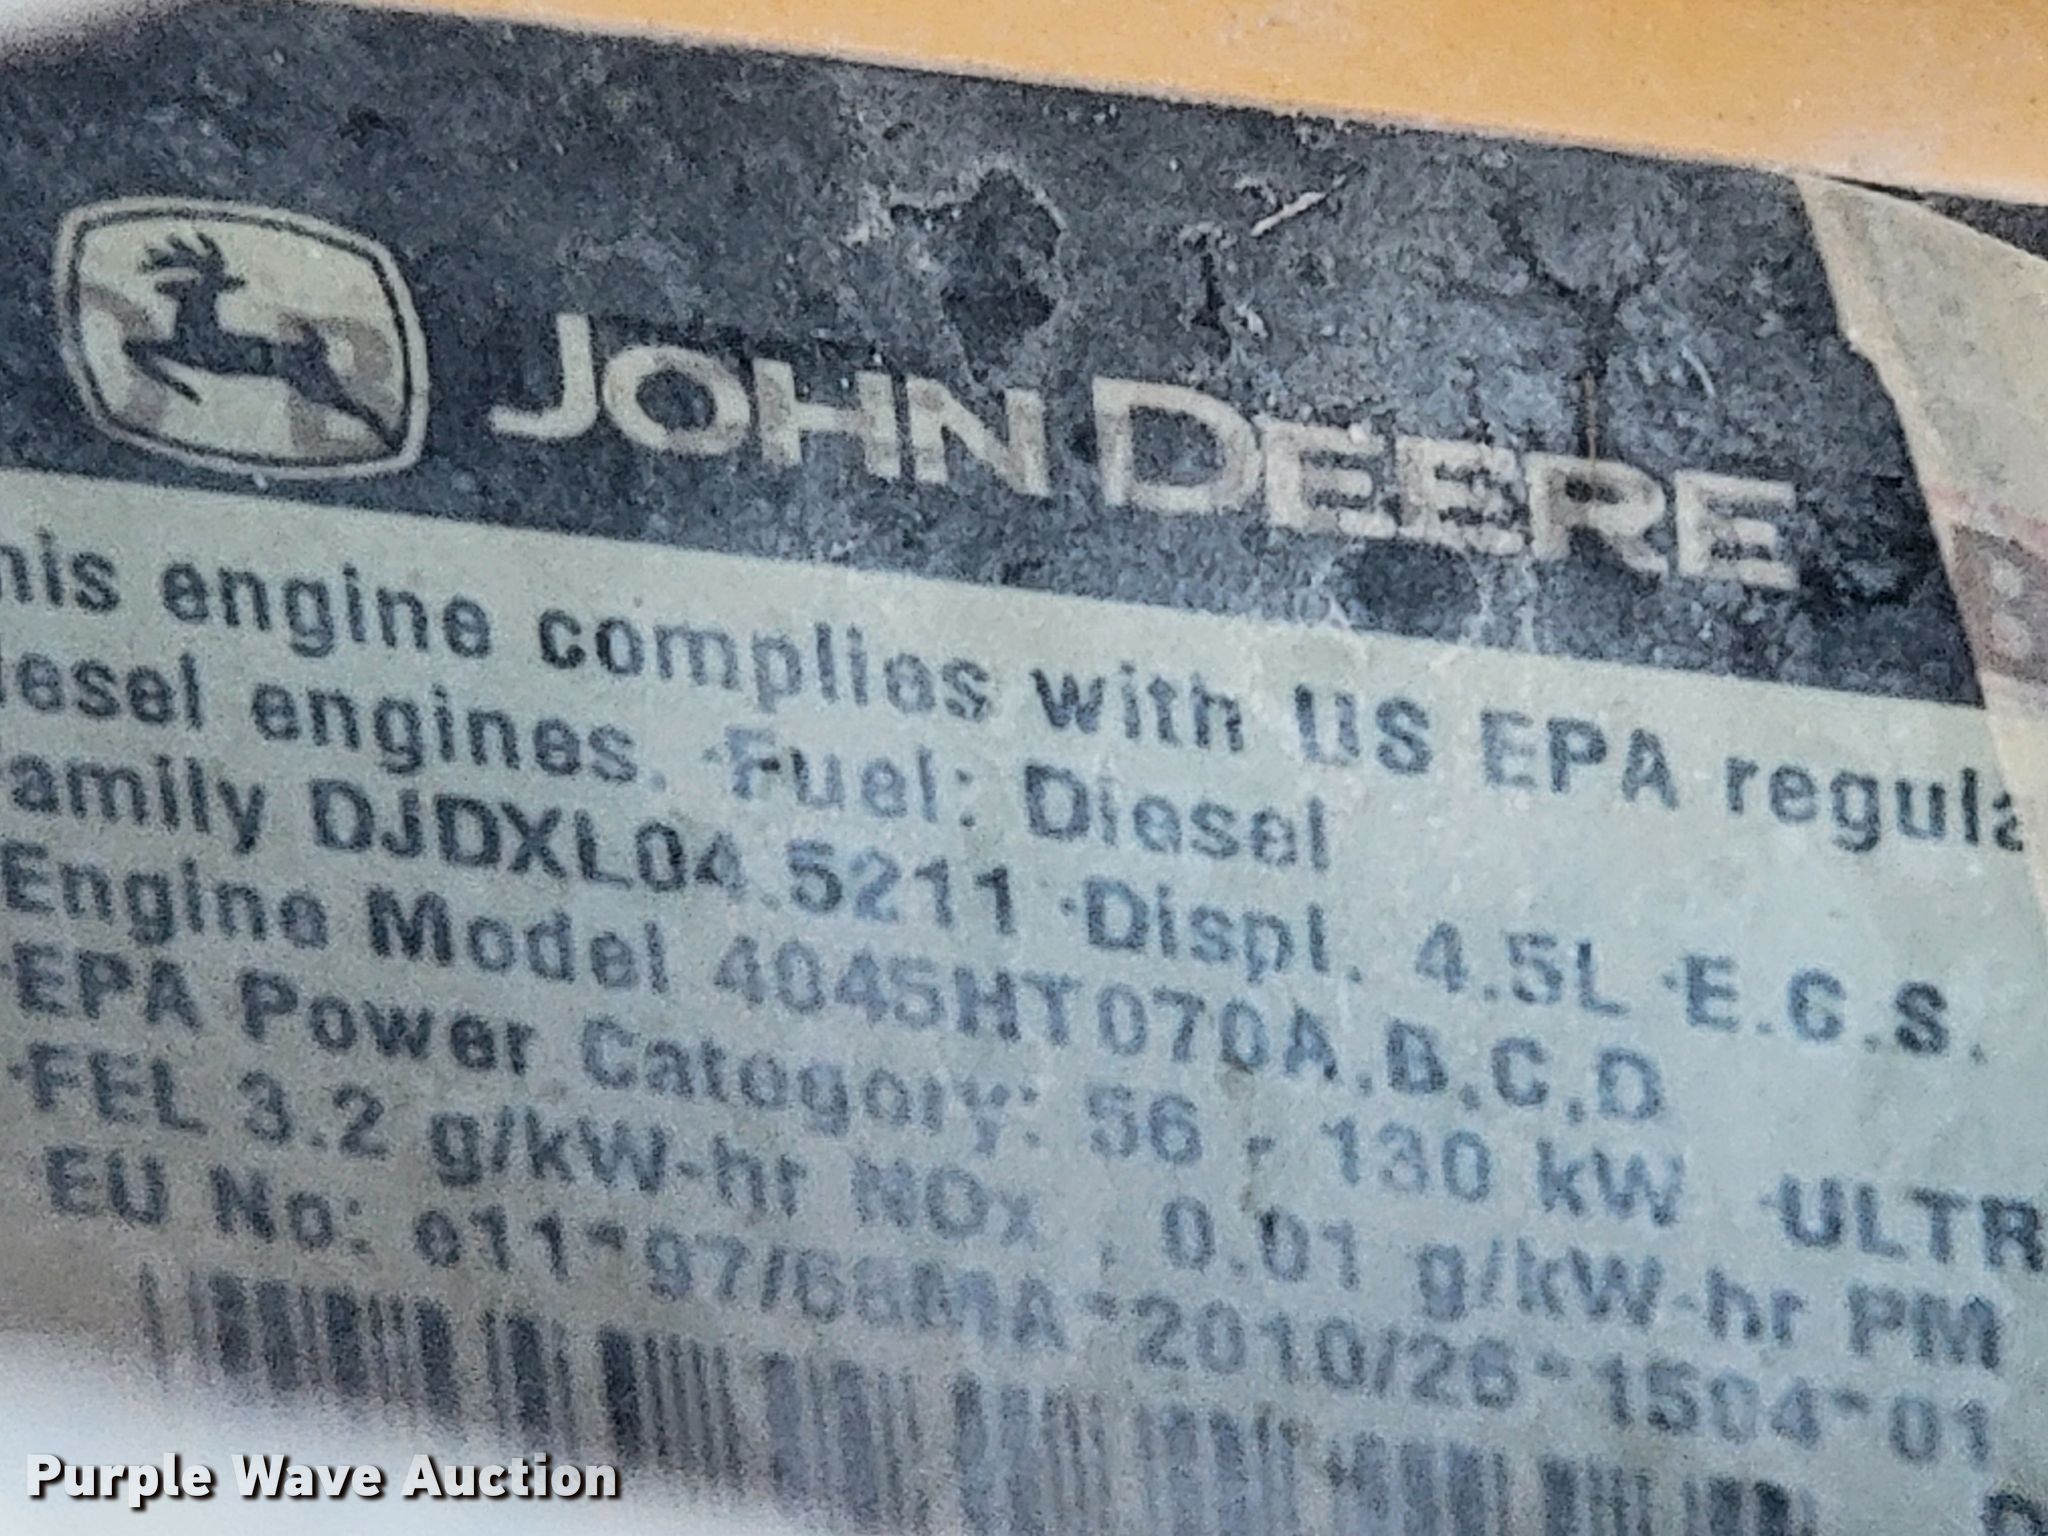 JOHN DEERE
his engine complies with US EPA regula
iesel engines. ·Fuel: Diesel
amily DJDXL04.5211 ·Displ. 4.5L ·E.C.S.
Engine Model 4045HT070A,B,C,D
·EPA Power Category: 56 - 130 kW ·ULTR
·FEL 3.2 g/kW-hr NOx , 0.01 g/kW-hr PM
EU No: e11*97/68MA*2010/26*1504*01
Purple Wave Auction